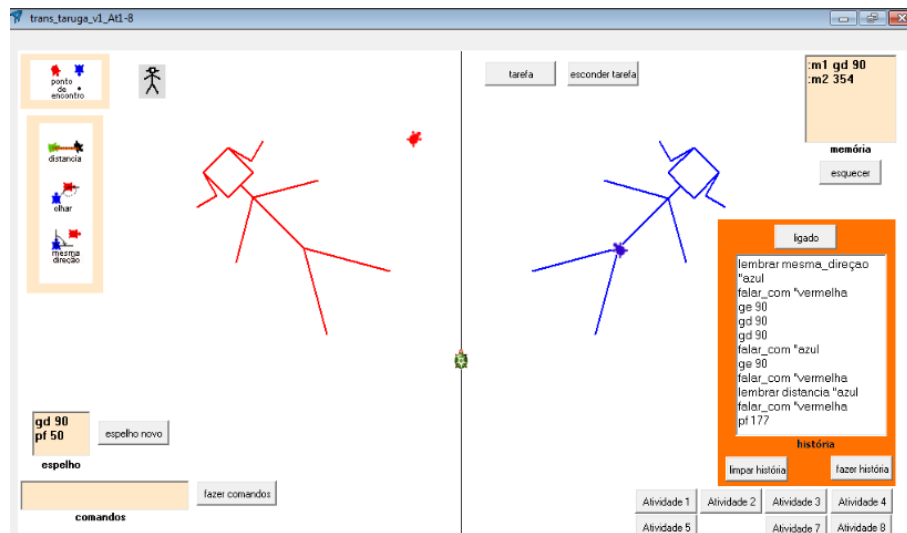 trans_taruga_v1_At1-8
ponto
de
encontro
distancia
olhar
mesma
direção
tarefa
esconder tarefa
:m1 gd 90
:m2 354
memória
esquecer
ligado
lembrar mesma_direçao
"azul
falar_com "vermelha
ge 90
gd 90
gd 90
falar_com "azul
ge 90
falar_com "vermelha
lembrar distancia "azul
falar_com "vermelha
pf 177
história
limpar história
fazer história
gd 90
pf 50
espelho novo
espelho
fazer comandos
comandos
Atividade 1
Atividade 2
Atividade 3
Atividade 4
Atividade 5
Atividade 7
Atividade 8